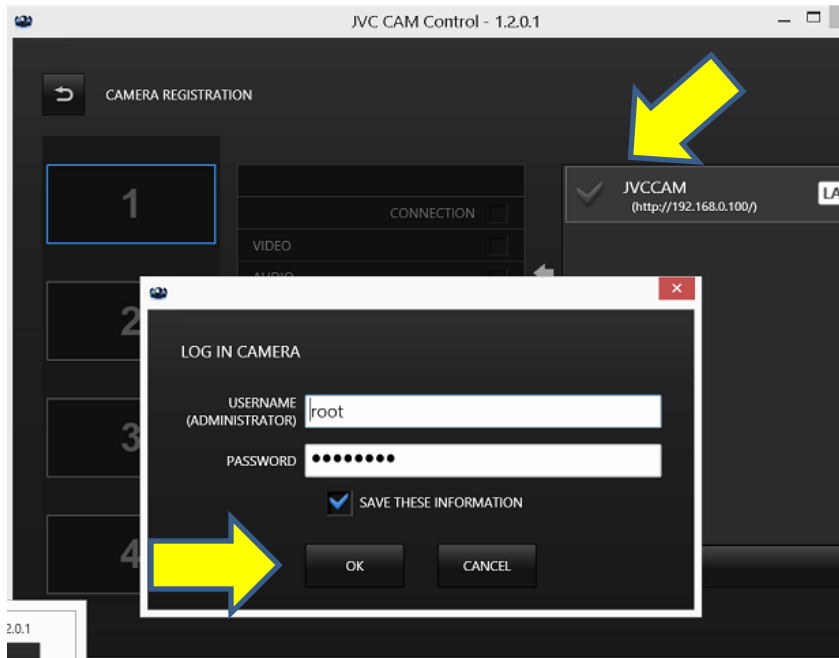 JVC CAM Control - 1.2.0.1
CAMERA REGISTRATION
1
CONNECTION
VIDEO
AUDIO
JVCCAM
(http://192.168.0.100/)
2
3
4
LOG IN CAMERA
USERNAME
(ADMINISTRATOR)
root
PASSWORD
••••••••
SAVE THESE INFORMATION
OK
CANCEL
2.0.1